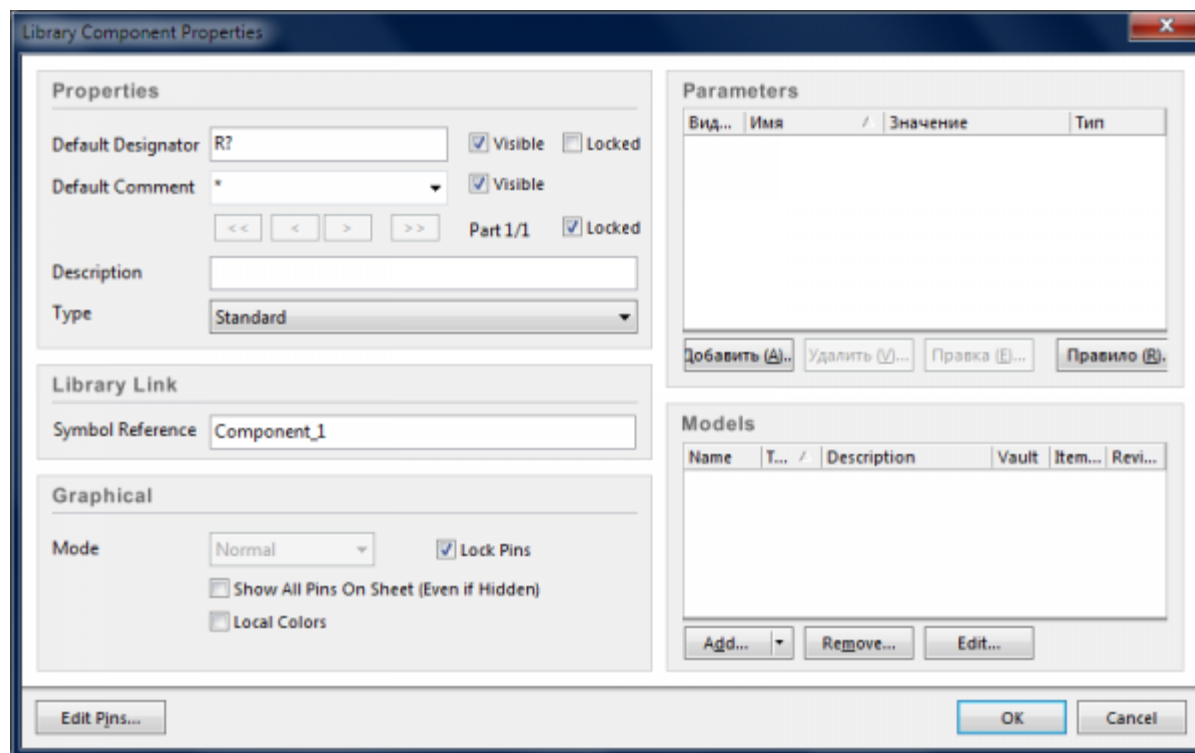 Library Component Properties
Properties
Default Designator R? Visible Locked
Default Comment * Visible
<< < > >> Part 1/1 Locked
Description
Type Standard
Library Link
Symbol Reference Component_1
Graphical
Mode Normal Lock Pins
Show All Pins On Sheet (Even if Hidden)
Local Colors
Parameters
Вид... Имя Значение Тип
Добавить (A).. Удалить (V)... Правка (E)... Правило (R).
Models
Name T... Description Vault Item... Revi...
Add... Remove... Edit...
Edit Pins... OK Cancel